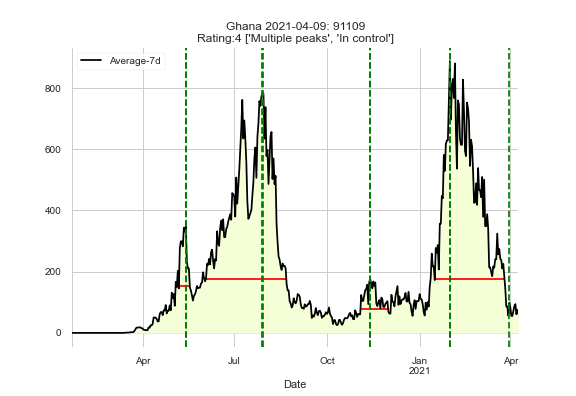 Ghana 2021-04-09: 91109
Rating:4 ['Multiple peaks', 'In control']
Average-7d
800
600
400
200
0
Apr
Jul
Oct
Jan
2021
Apr
Date